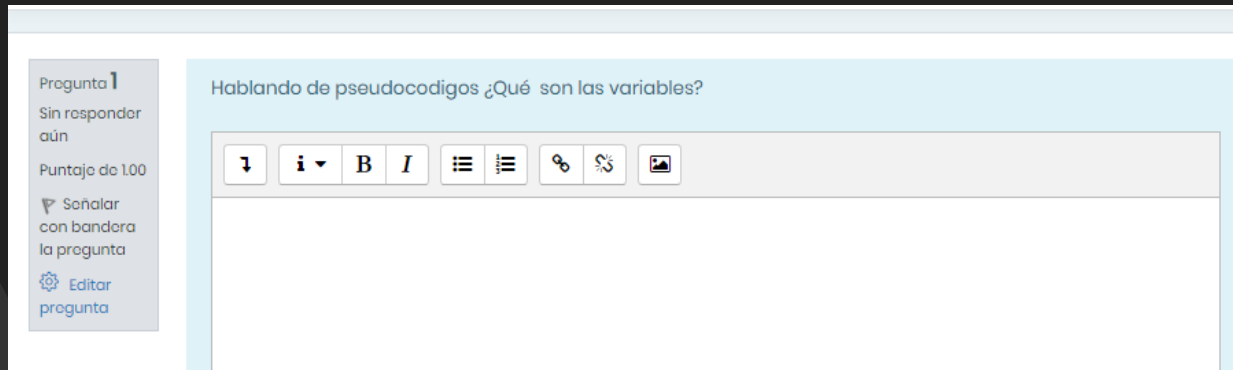 Pregunta 1
Sin responder
aún
Puntaje de 1.00
Señalar
con bandera
la pregunta
Editar
pregunta
Hablando de pseudocodigos ¿Qué son las variables?
i B I